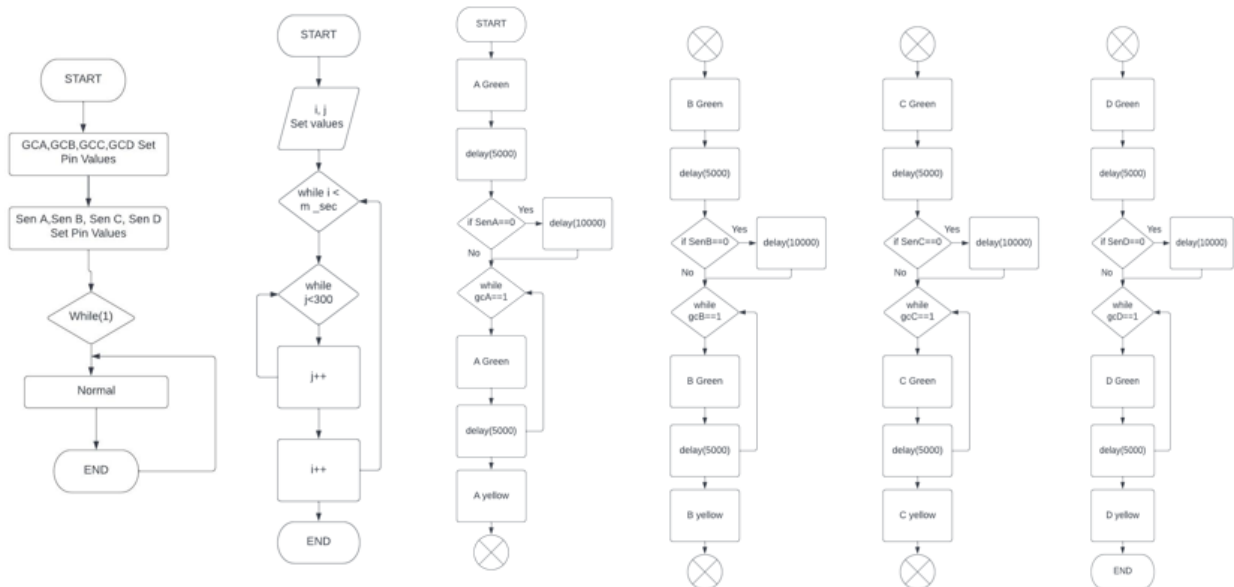 START
GCA,GCB,GCC,GCD Set
Pin Values
Sen A,Sen B, Sen C, Sen D
Set Pin Values
While(1)
Normal
END
START
i, j
Set values
while i <
m _sec
while
j<300
j++
i++
END
START
A Green
delay(5000)
if SenA==0
Yes
delay(10000)
No
while
gcA==1
A Green
delay(5000)
A yellow
B Green
delay(5000)
if SenB==0
Yes
delay(10000)
No
while
gcB==1
B Green
delay(5000)
B yellow
C Green
delay(5000)
if SenC==0
Yes
delay(10000)
No
while
gcC==1
C Green
delay(5000)
C yellow
D Green
delay(5000)
if SenD==0
Yes
delay(10000)
No
while
gcD==1
D Green
delay(5000)
D yellow
END